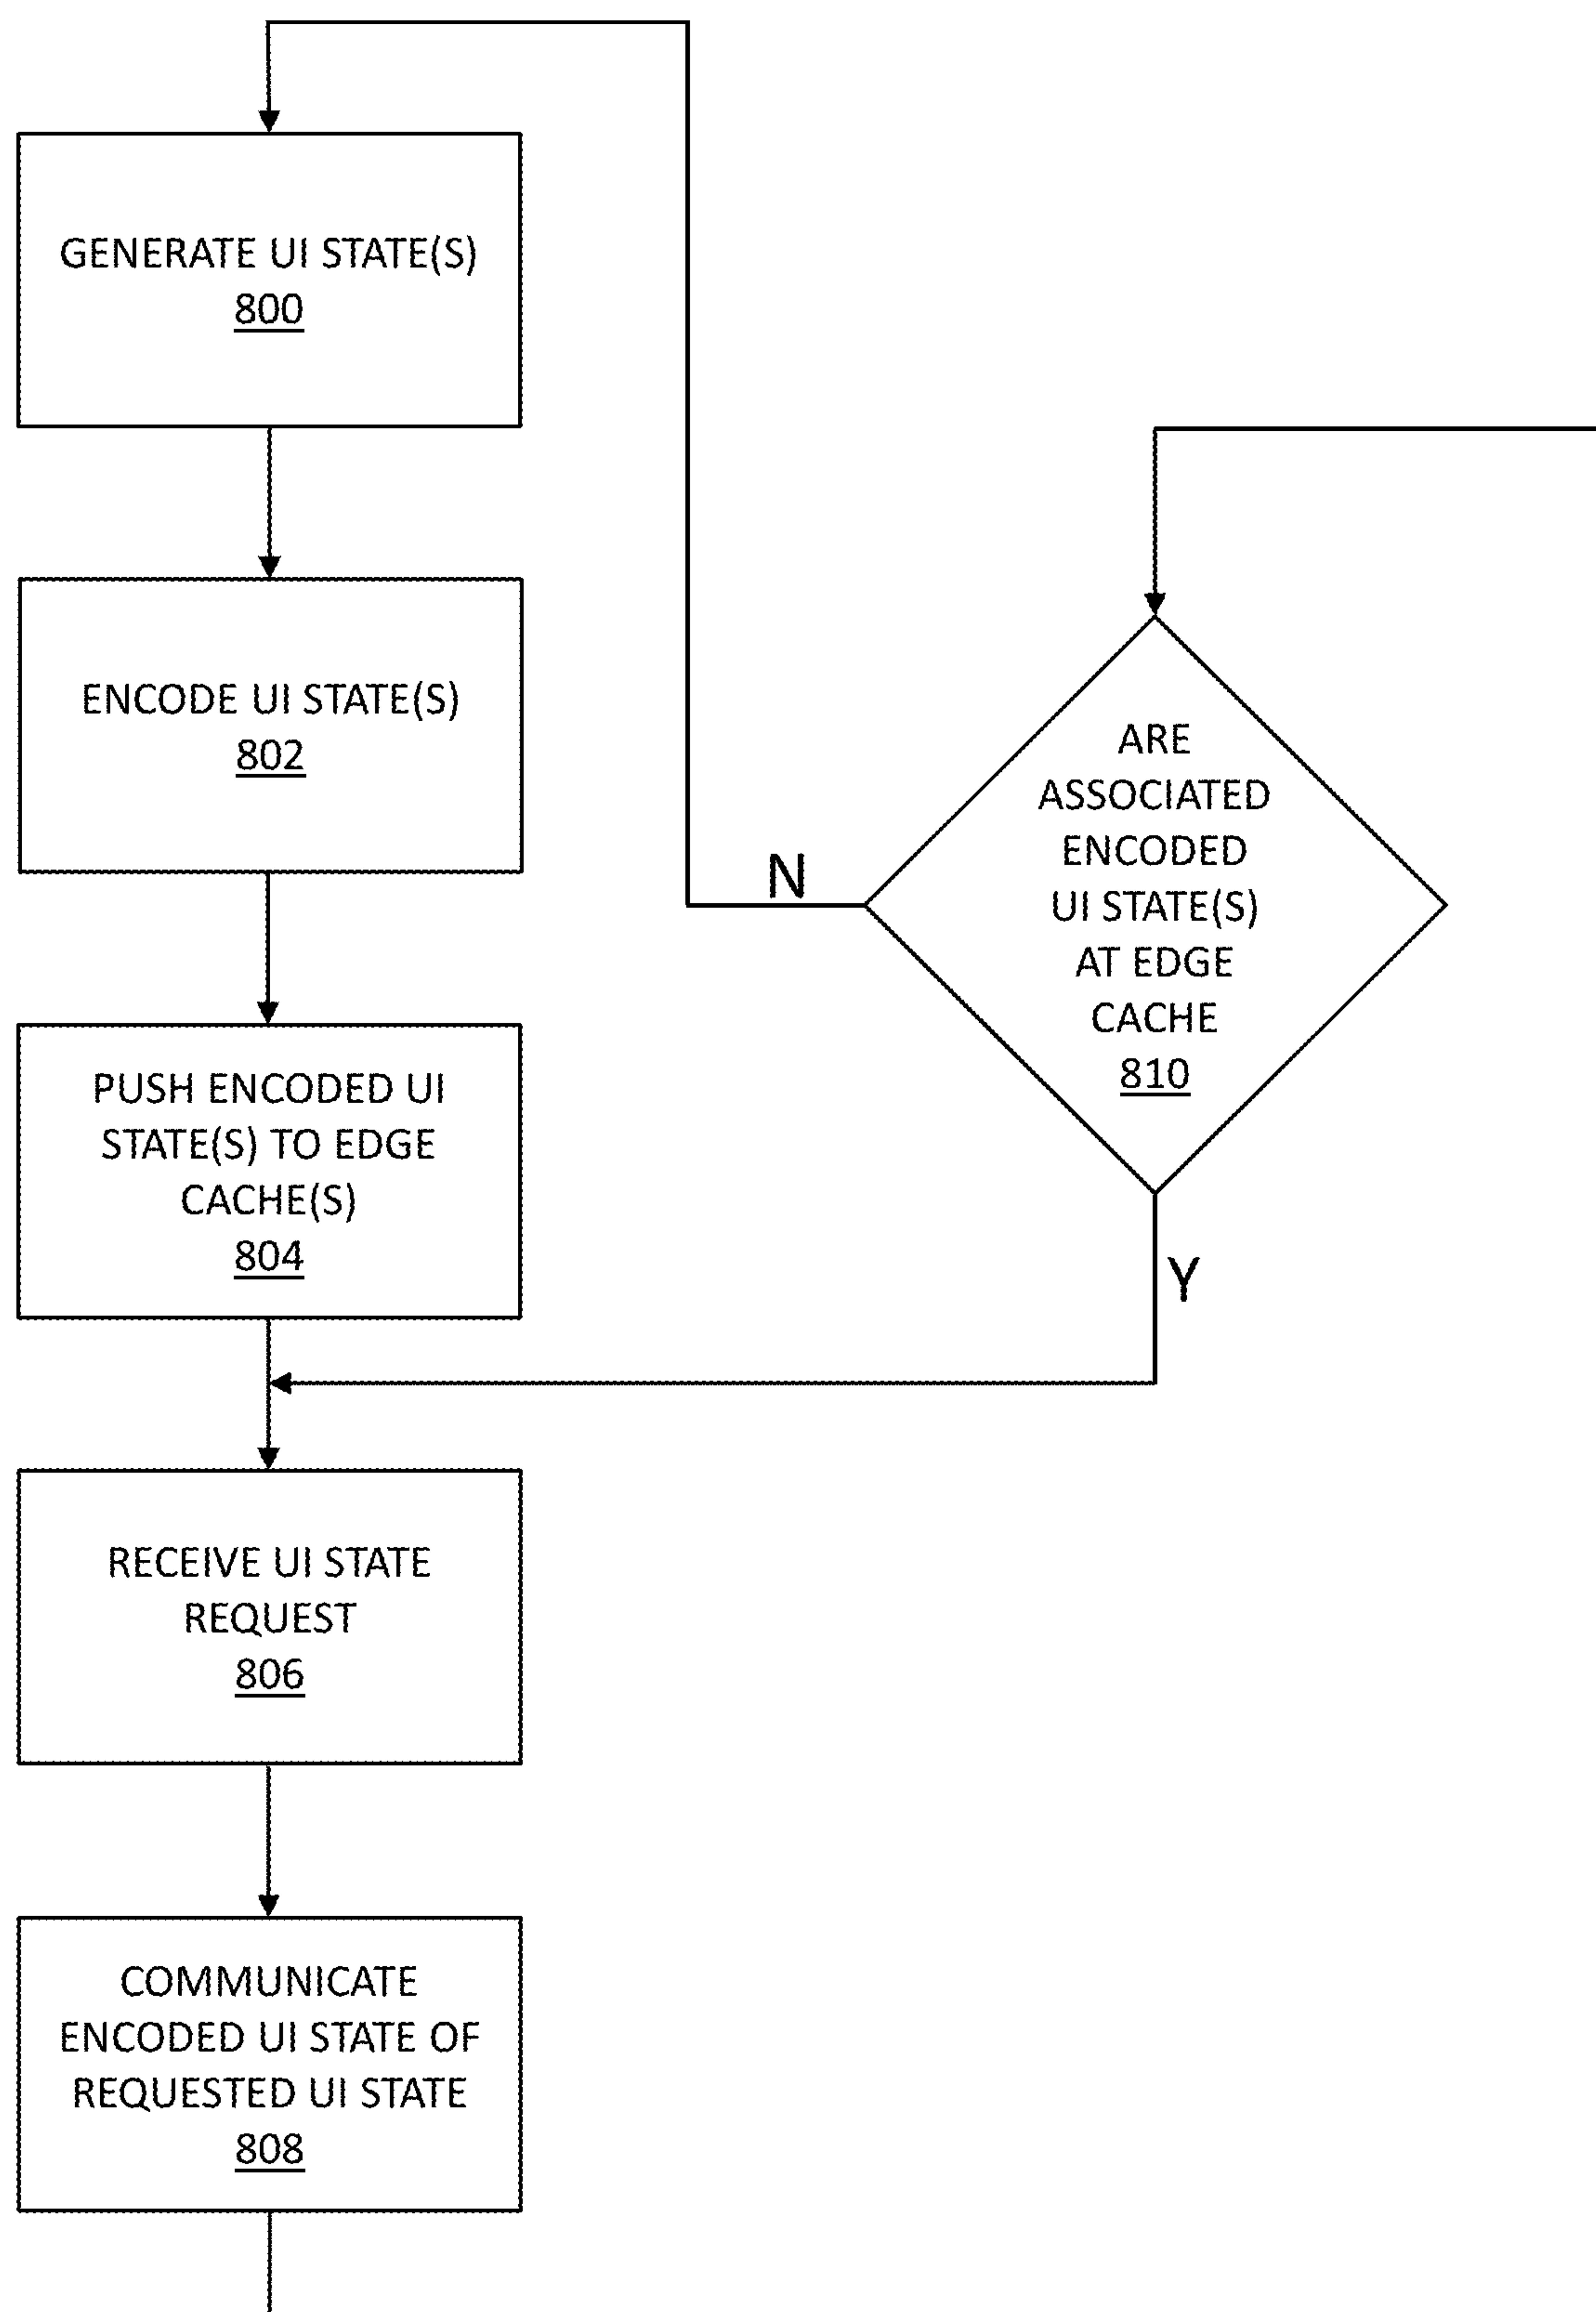 GENERATE UI STATE(S)
800
ENCODE UI STATE(S)
802
PUSH ENCODED UI
STATE(S) TO EDGE
CACHE(S)
804
RECEIVE UI STATE
REQUEST
806
COMMUNICATE
ENCODED UI STATE OF
REQUESTED UI STATE
808
N
ARE
ASSOCIATED
ENCODED
UI STATE(S)
AT EDGE
CACHE
810
Y